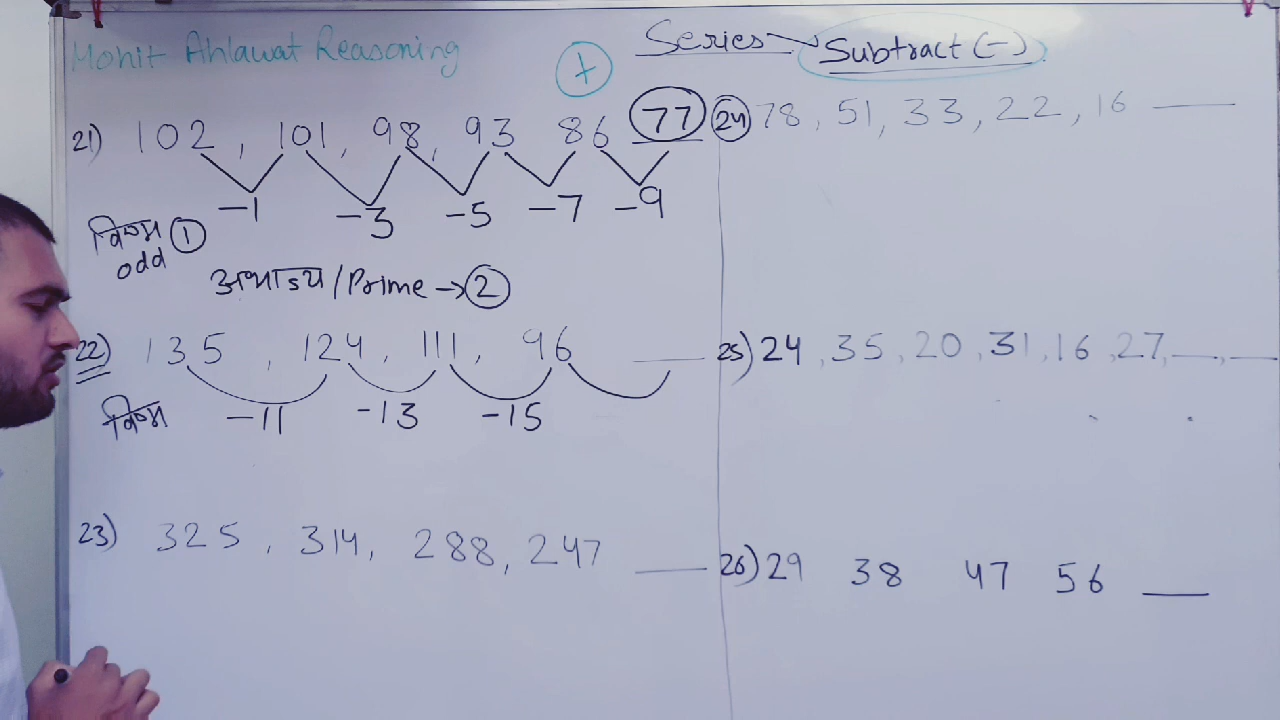 Mohit Ahlawat Reasoning
+
Series → Subtract (-)
21) 102, 101, 98, 93, 86 77
-1 -3 -5 -7 -9
विषम 1
odd
अभाज्य/Prime → 2
22) 135, 124, 111, 96 ___
विषम -11 -13 -15
23) 325, 314, 288, 247 ___
24 78, 51, 33, 22, 16 ___
25) 24, 35, 20, 31, 16, 27, __, __
26) 29 38 47 56 ___